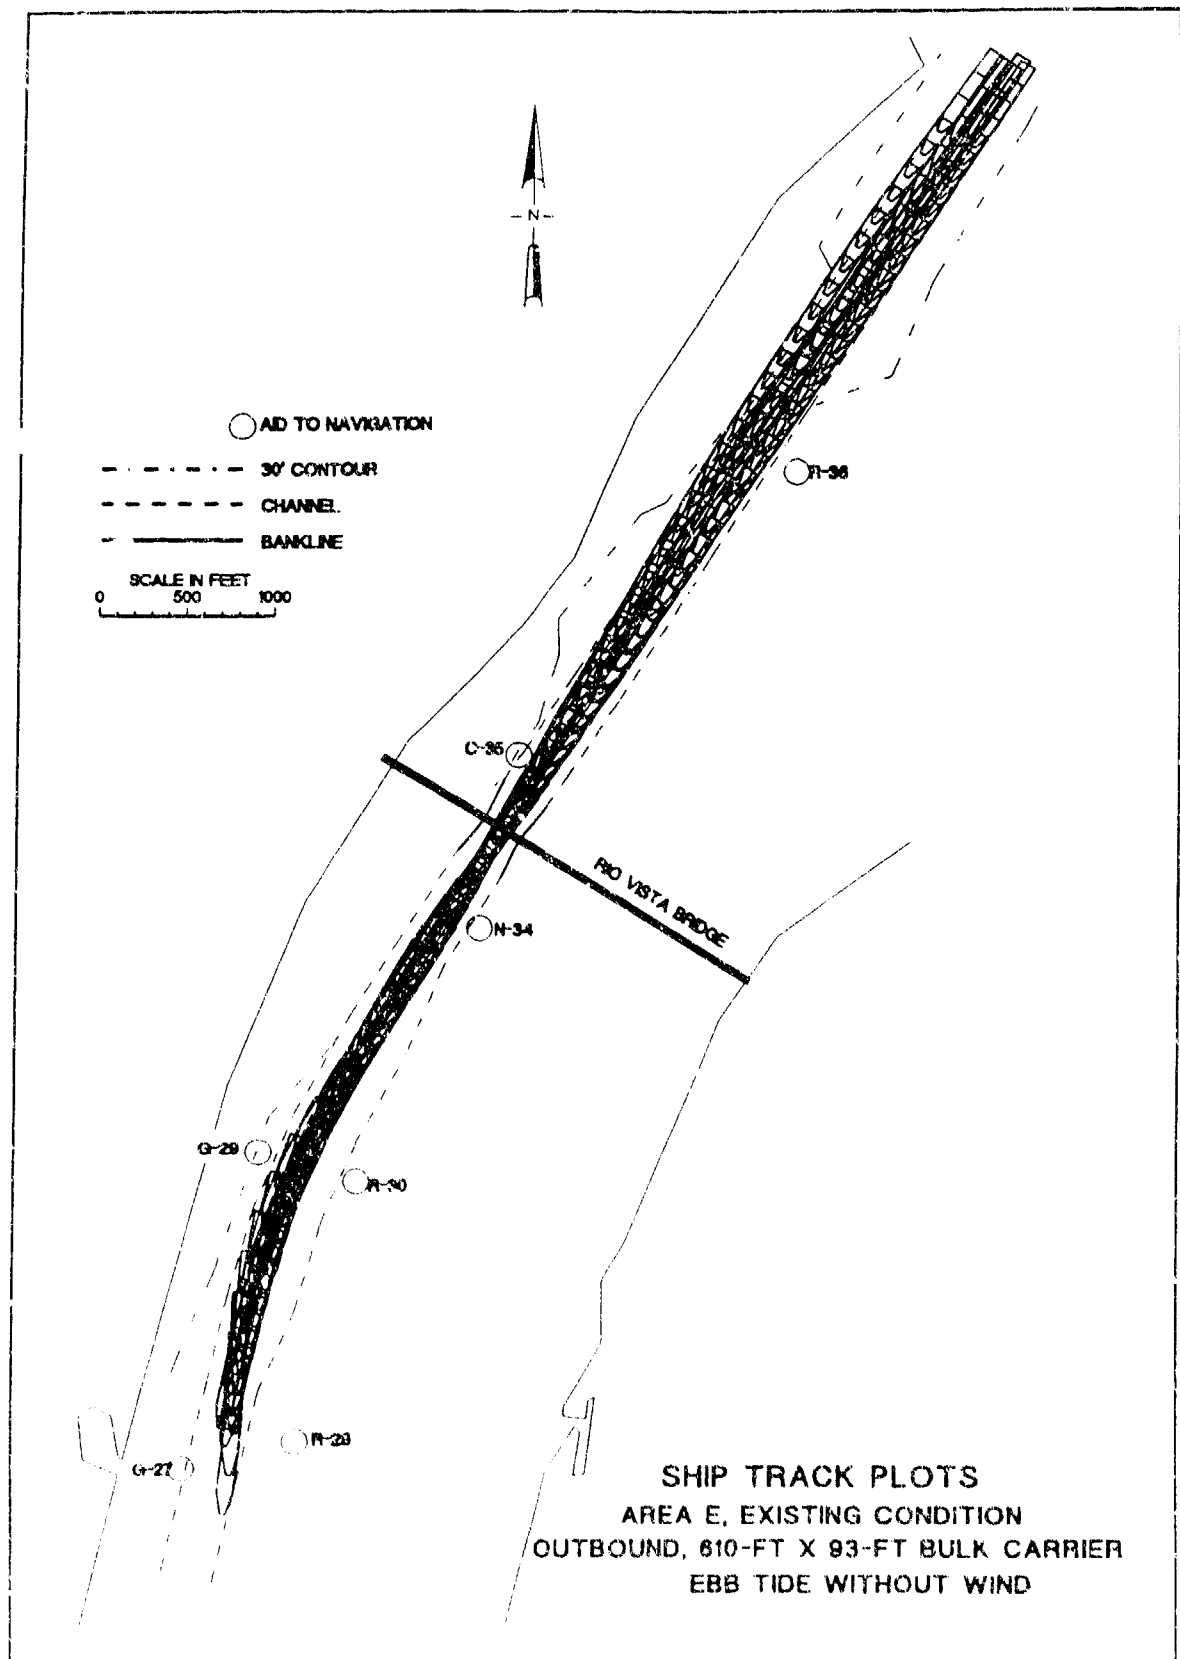 N
AID TO NAVIGATION
30' CONTOUR
CHANNEL
BANKLINE
SCALE IN FEET
0 500 1000
R-36
C-35
RIO VISTA BRIDGE
N-34
G-29
R-30
R-28
G-27
SHIP TRACK PLOTS
AREA E, EXISTING CONDITION
OUTBOUND, 610-FT X 93-FT BULK CARRIER
EBB TIDE WITHOUT WIND